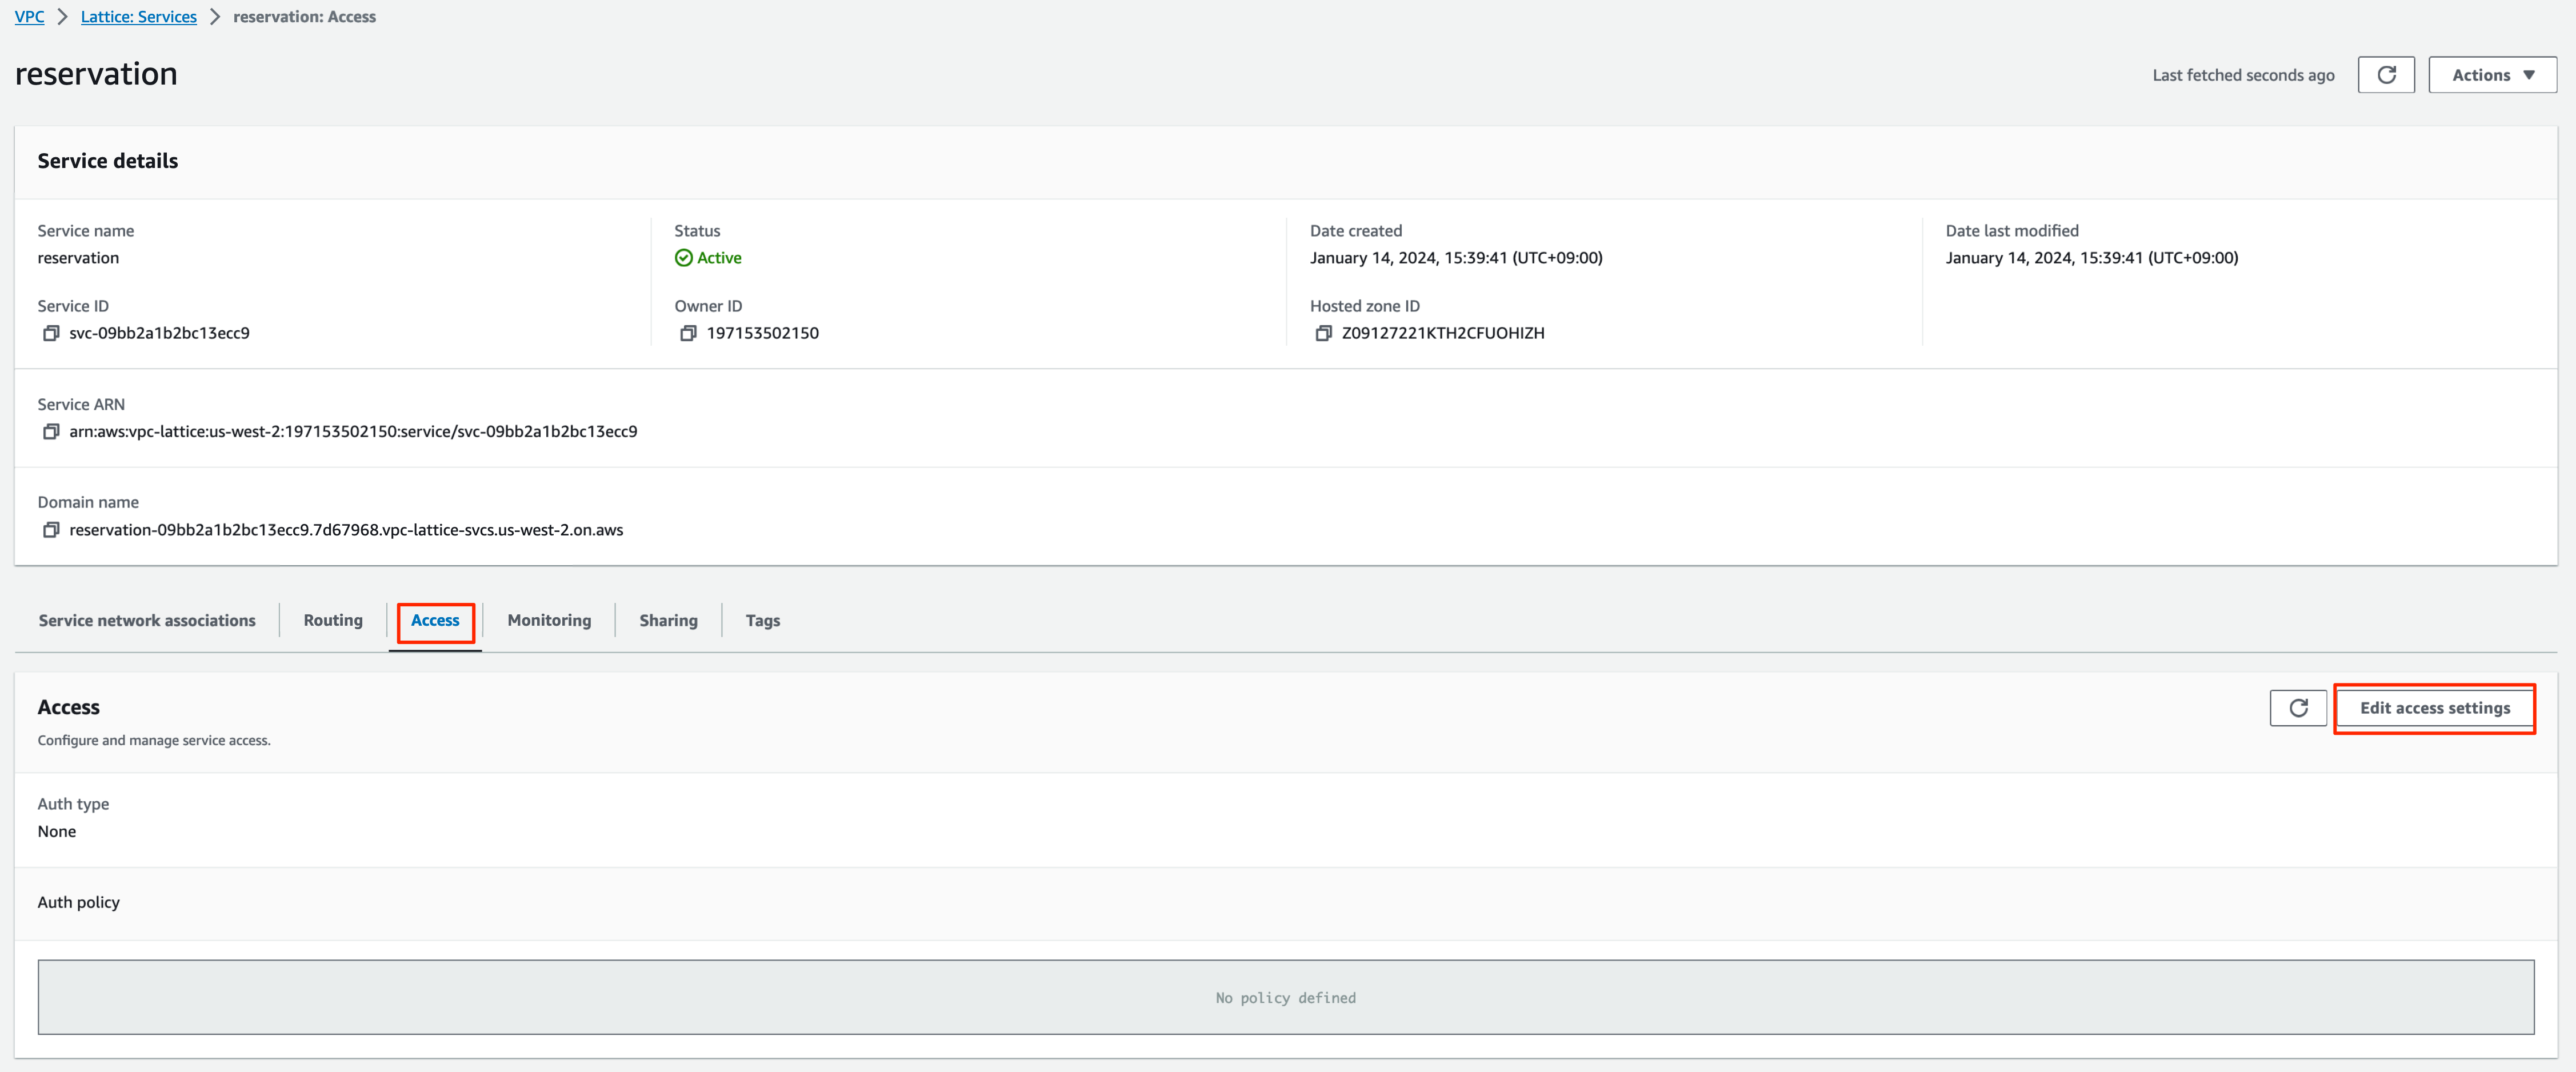 VPC > Lattice: Services > reservation: Access
reservation
Last fetched seconds ago
Actions
Service details
Service name
reservation
Status
Active
Date created
January 14, 2024, 15:39:41 (UTC+09:00)
Date last modified
January 14, 2024, 15:39:41 (UTC+09:00)
Service ID
svc-09bb2a1b2bc13ecc9
Owner ID
197153502150
Hosted zone ID
Z09127221KTH2CFUOHIZH
Service ARN
arn:aws:vpc-lattice:us-west-2:197153502150:service/svc-09bb2a1b2bc13ecc9
Domain name
reservation-09bb2a1b2bc13ecc9.7d67968.vpc-lattice-svcs.us-west-2.on.aws
Service network associations
Routing
Access
Monitoring
Sharing
Tags
Access
Edit access settings
Configure and manage service access.
Auth type
None
Auth policy
No policy defined